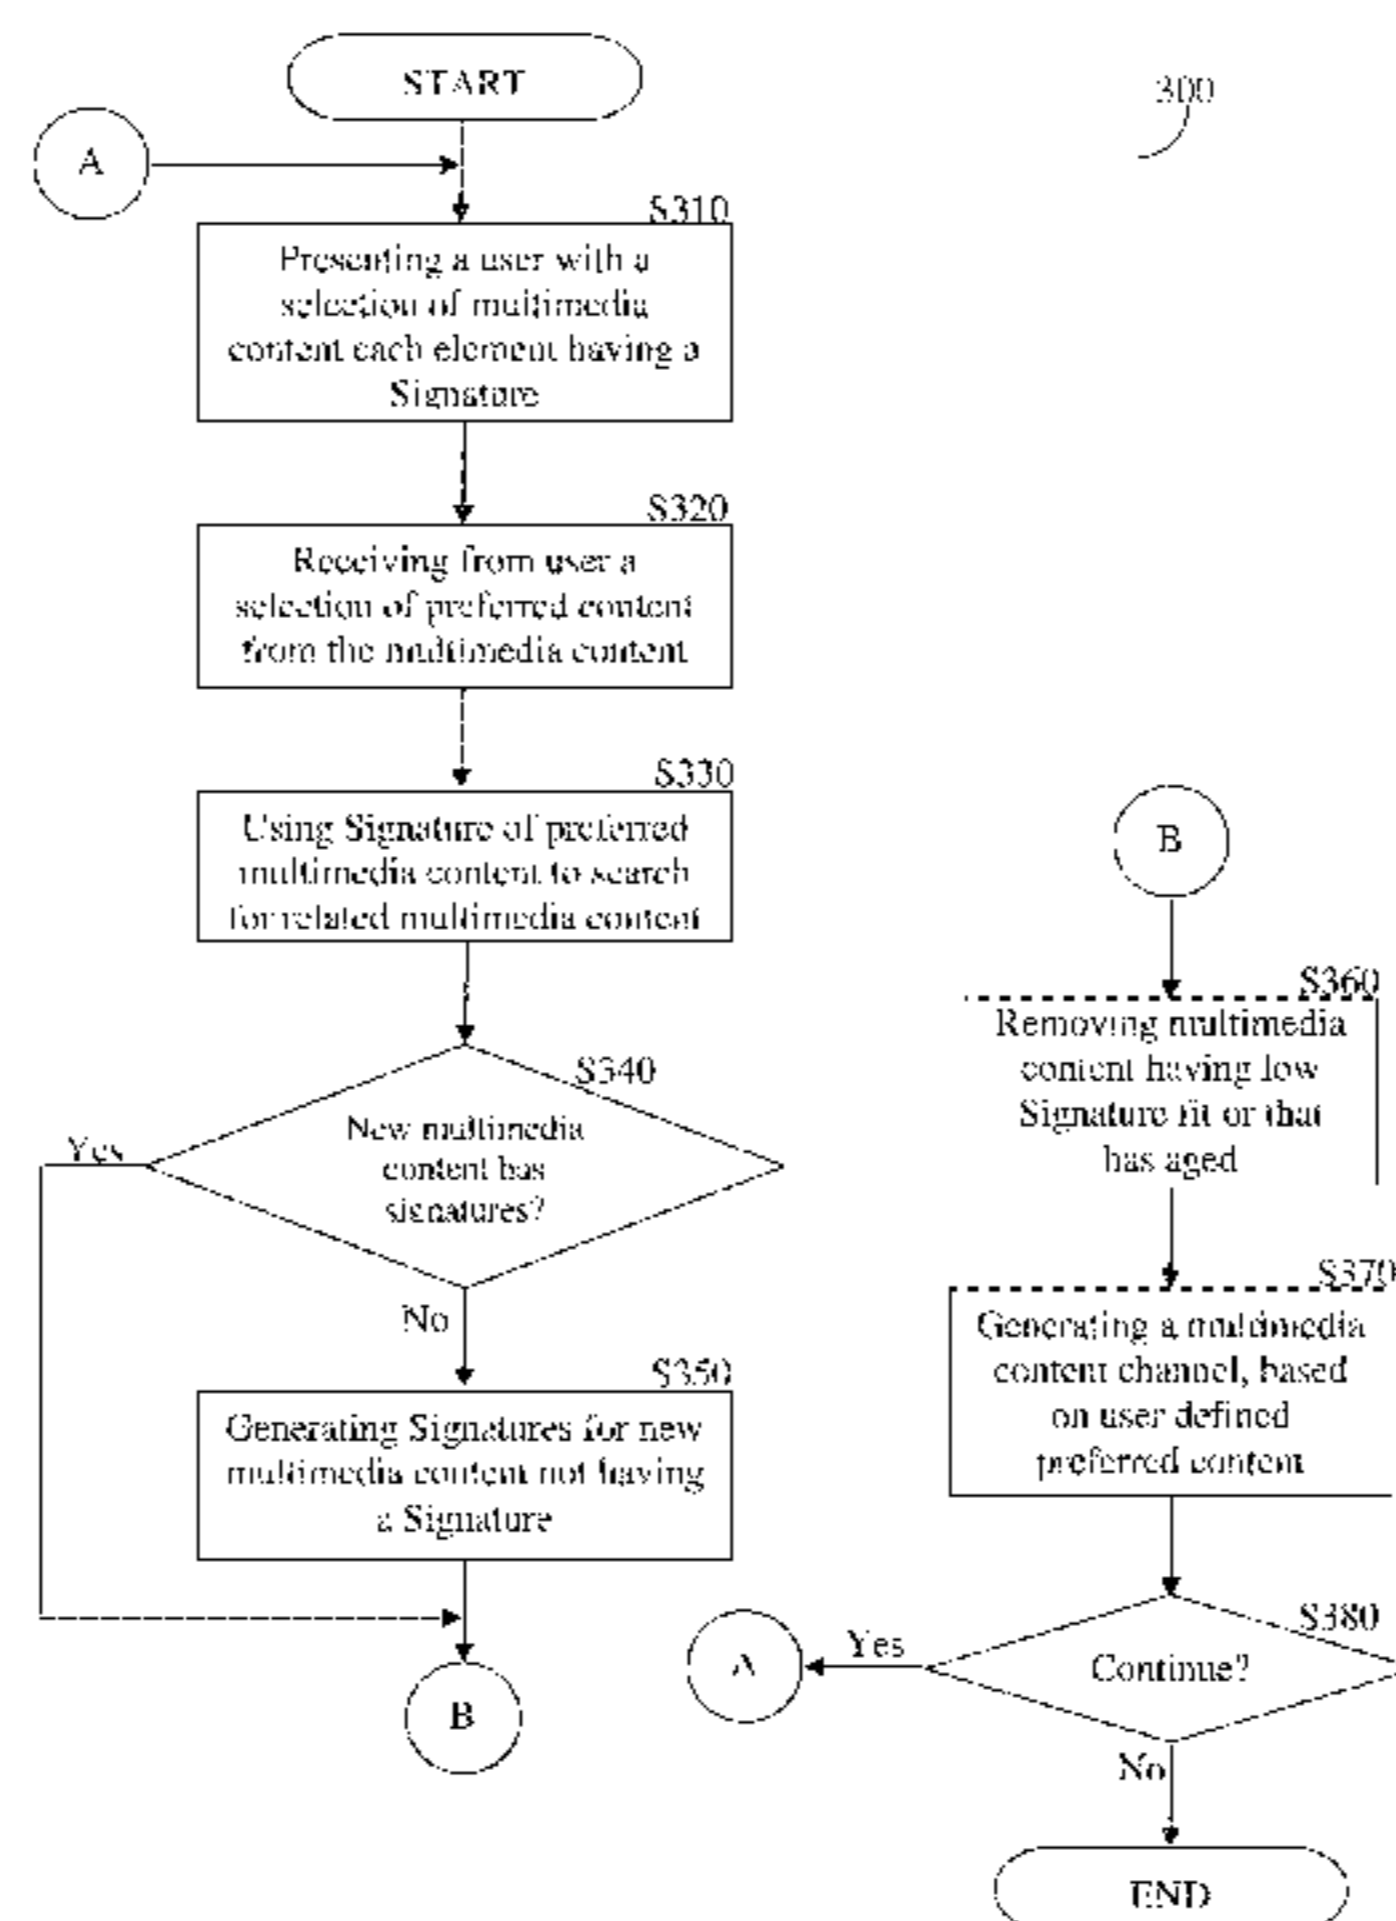 START
300
A
S310
Presenting a user with a
selection of multimedia
content each element having a
Signature
S320
Receiving from user a
selection of preferred content
from the multimedia content
S330
Using Signature of preferred
multimedia content to search
for related multimedia content
S340
New multimedia
content has
signatures?
Yes
No
S350
Generating Signatures for new
multimedia content not having
a Signature
B
B
S360
Removing multimedia
content having low
Signature fit or that
has aged
S370
Generating a multimedia
content channel, based
on user defined
preferred content
S380
Continue?
Yes
A
No
END